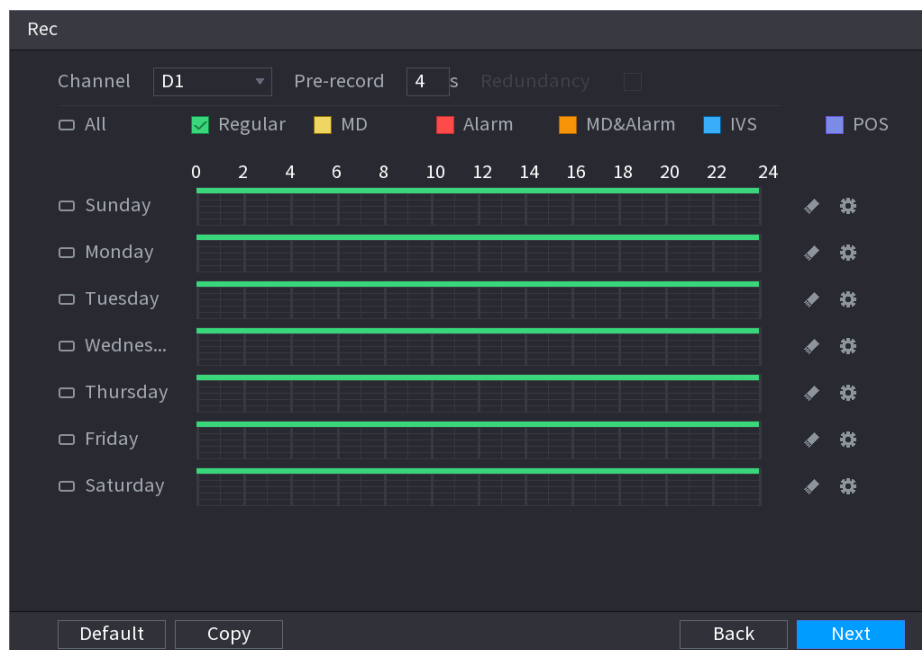 Rec
Channel D1 Pre-record 4 s Redundancy
All Regular MD Alarm MD&Alarm IVS POS
0 2 4 6 8 10 12 14 16 18 20 22 24
Sunday
Monday
Tuesday
Wednes...
Thursday
Friday
Saturday
Default Copy Back Next